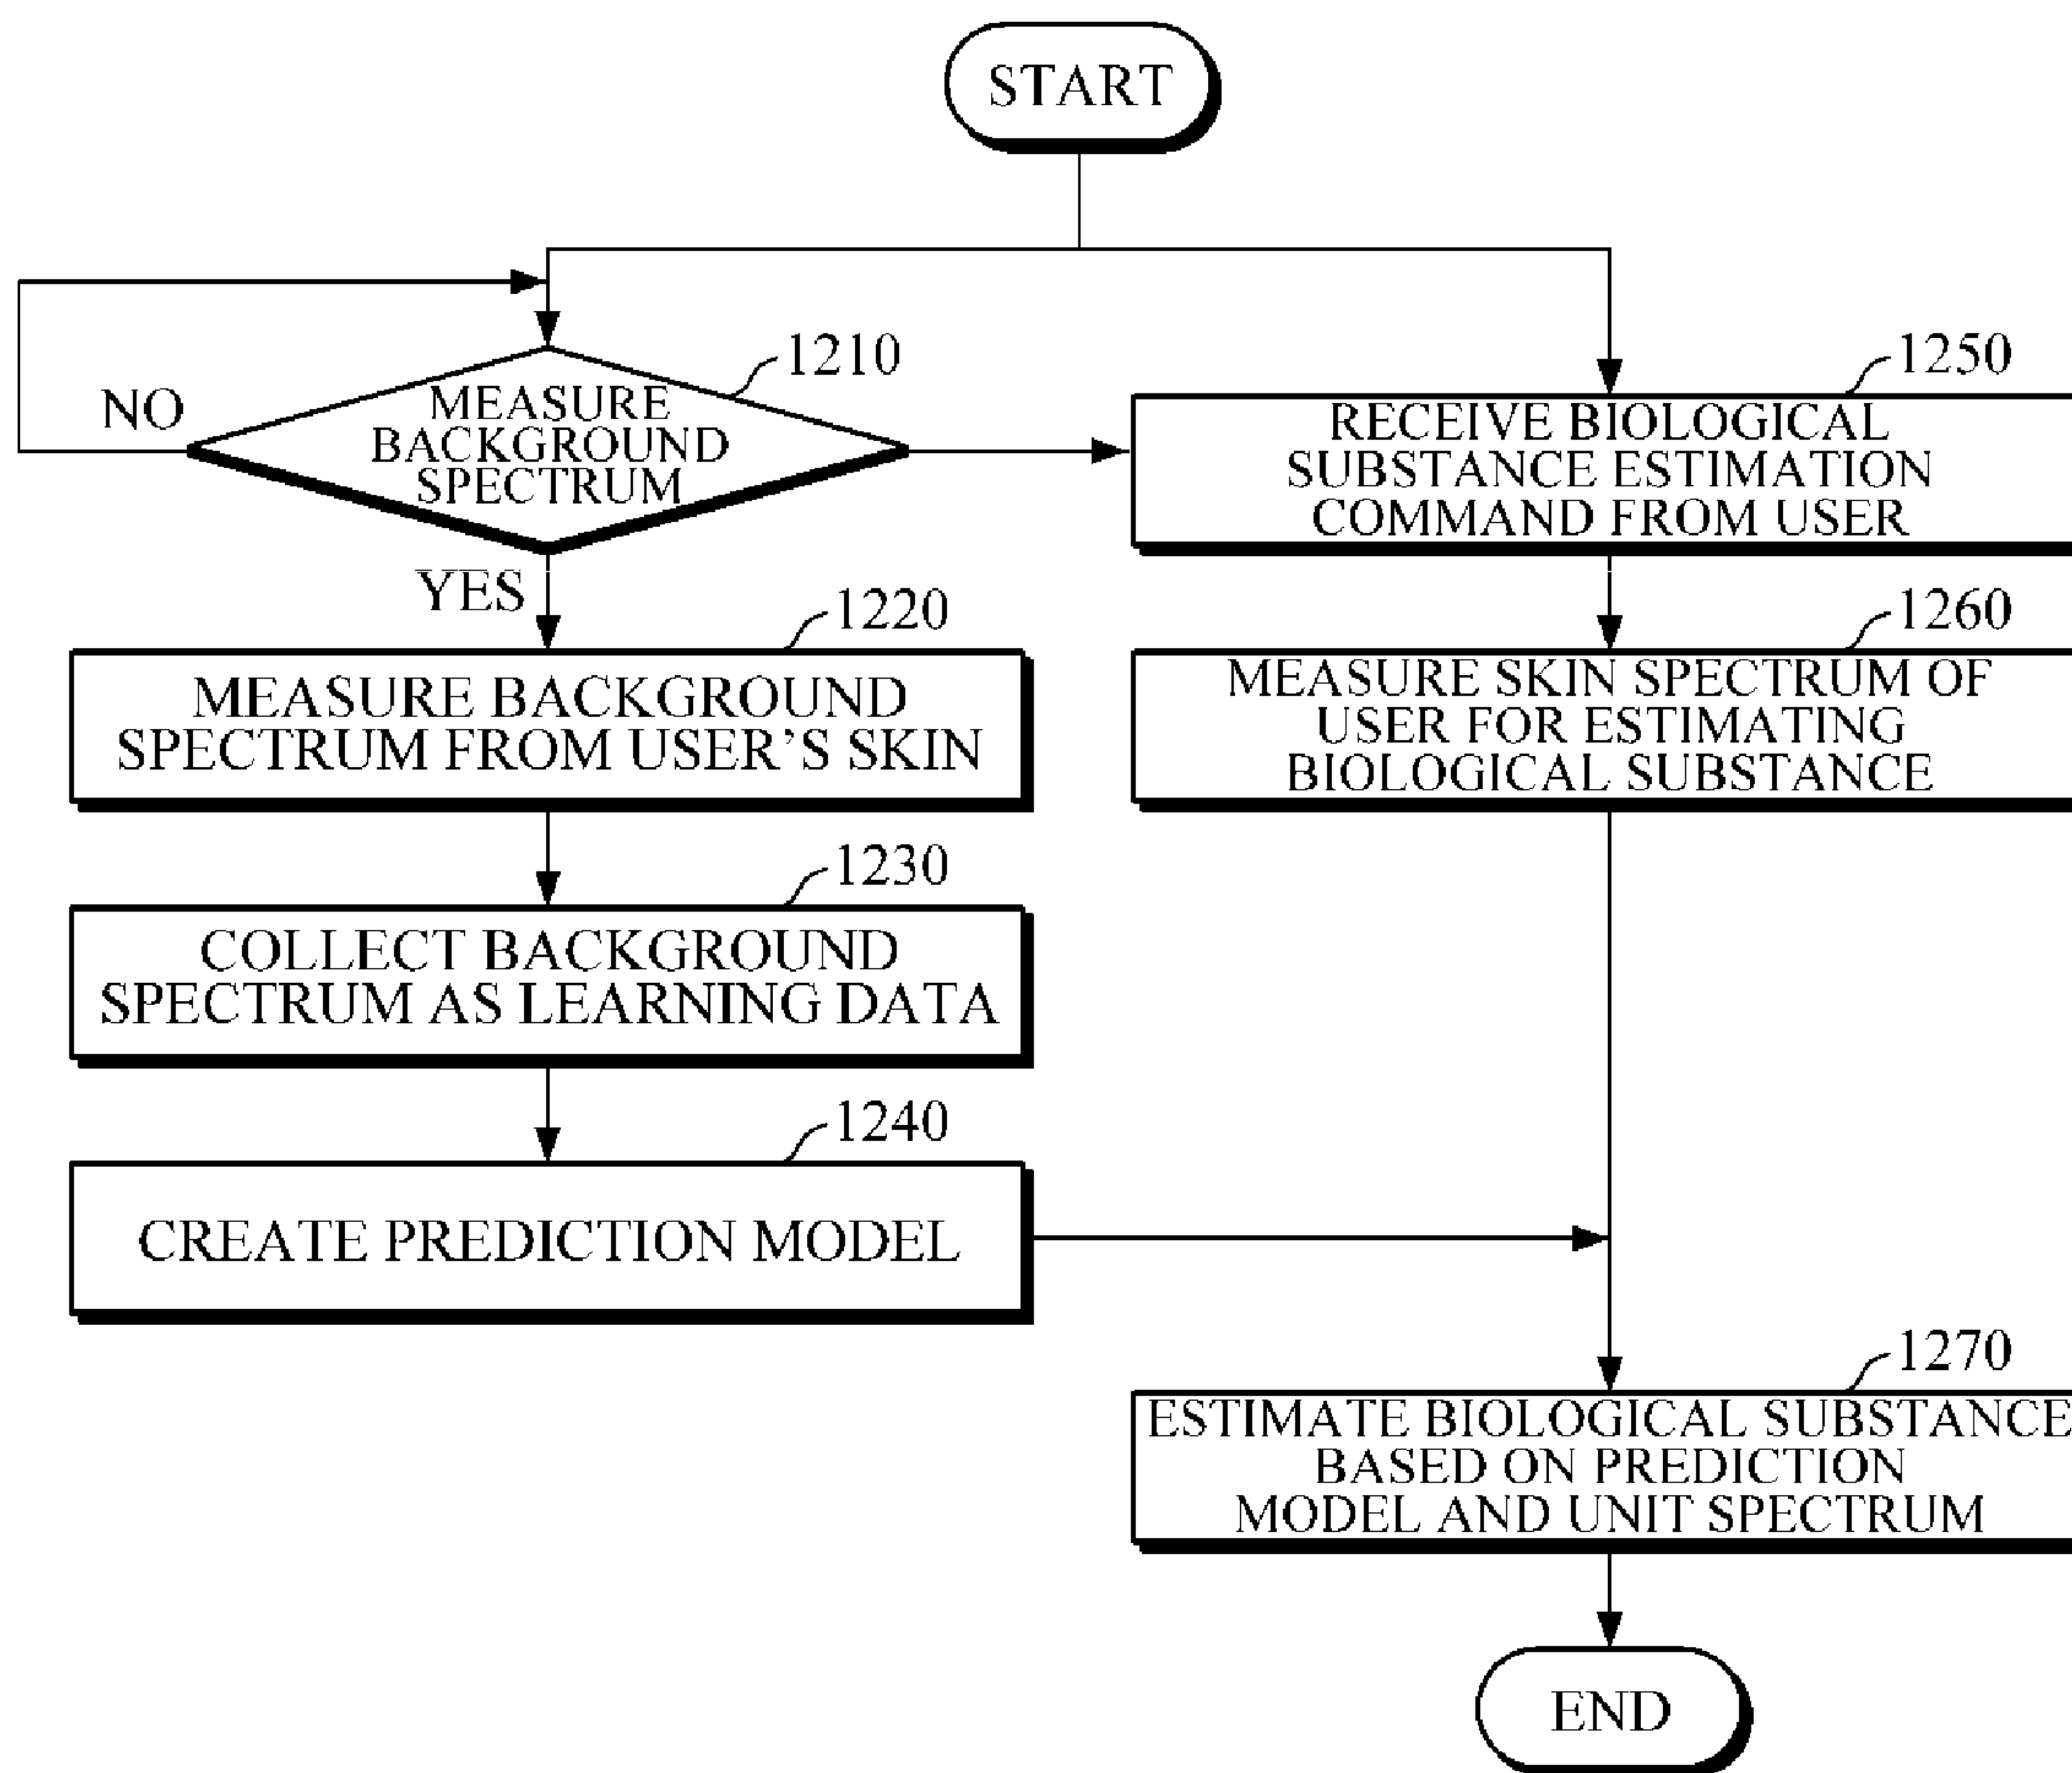 START
1210
MEASURE
BACKGROUND
SPECTRUM
NO
YES
1220
MEASURE BACKGROUND
SPECTRUM FROM USER'S SKIN
1230
COLLECT BACKGROUND
SPECTRUM AS LEARNING DATA
1240
CREATE PREDICTION MODEL
1250
RECEIVE BIOLOGICAL
SUBSTANCE ESTIMATION
COMMAND FROM USER
1260
MEASURE SKIN SPECTRUM OF
USER FOR ESTIMATING
BIOLOGICAL SUBSTANCE
1270
ESTIMATE BIOLOGICAL SUBSTANCE
BASED ON PREDICTION
MODEL AND UNIT SPECTRUM
END